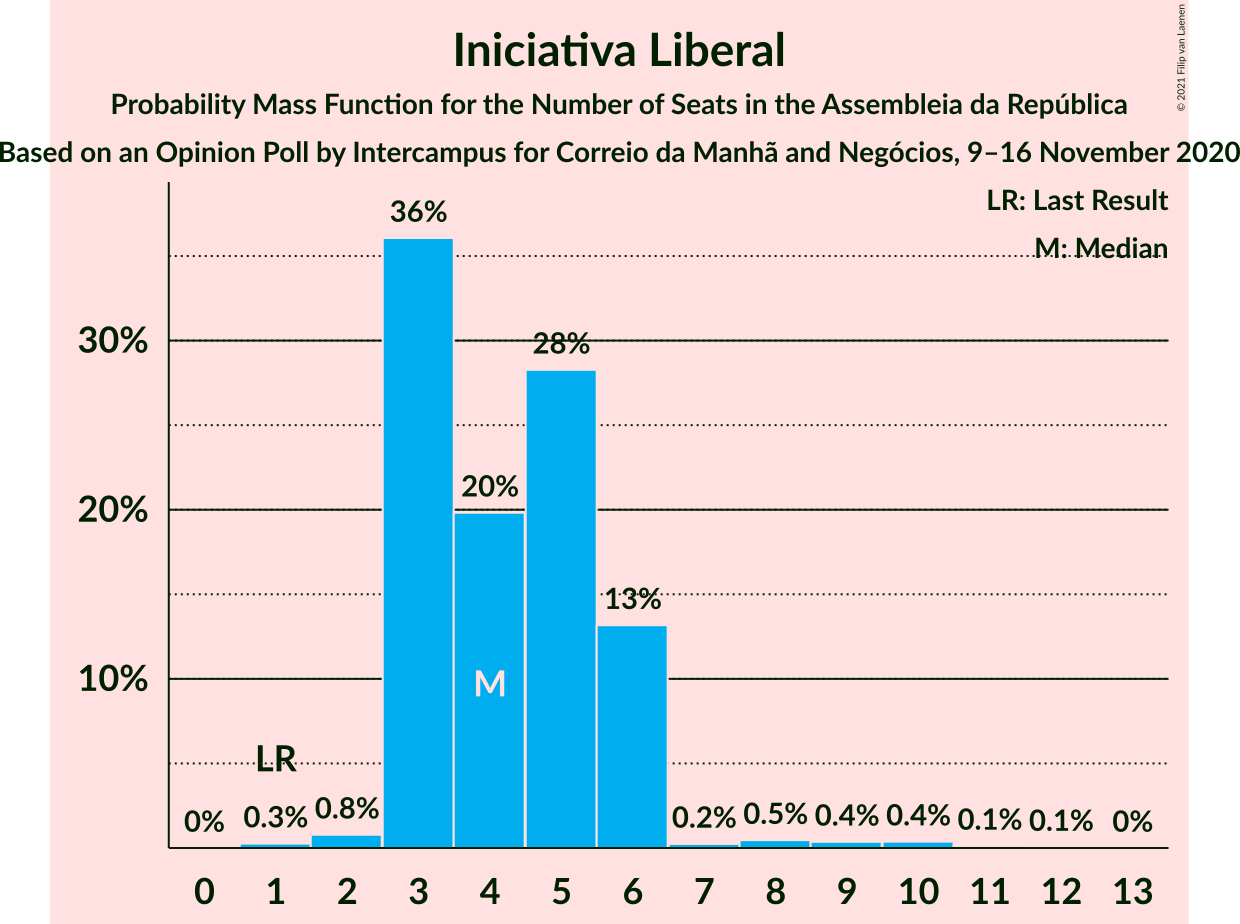 Iniciativa Liberal
Probability Mass Function for the Number of Seats in the Assembleia da República
Based on an Opinion Poll by Intercampus for Correio da Manhã and Negócios, 9–16 November 2020
© 2021 Filip van Laenen
LR: Last Result
M: Median
36%
30%
28%
20%
20%
13%
10%
M
LR
0% 0.3% 0.8% 0.2% 0.5% 0.4% 0.4% 0.1% 0.1% 0%
0 1 2 3 4 5 6 7 8 9 10 11 12 13